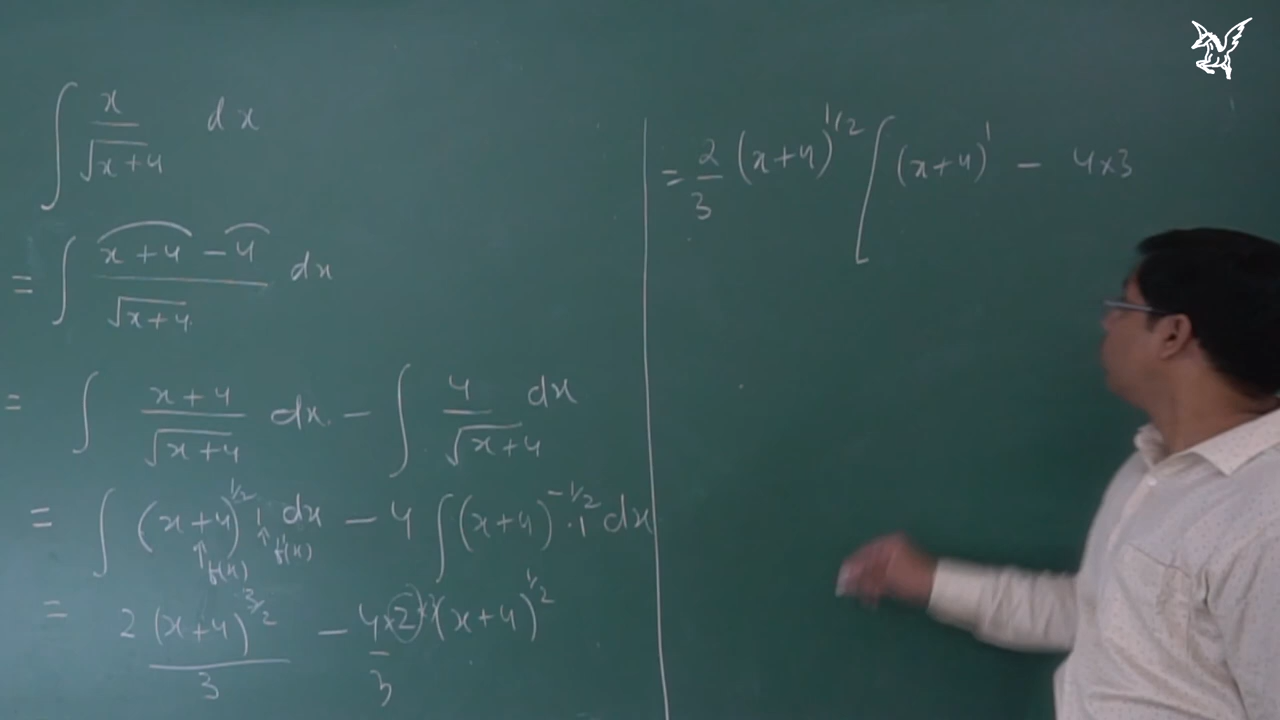 ∫ x/√(x+4) dx
= ∫ (x+4 −4)/√(x+4) dx
= ∫ (x+4)/√(x+4) dx − ∫ 4/√(x+4) dx
= ∫ (x+4)^1/2 1 dx − 4 ∫ (x+4)^−1/2 ·1 dx
↑ f(x) ↑ f'(x)
= 2(x+4)^3/2 / 3 − 4×2×3/3 (x+4)^1/2
= 2/3 (x+4)^1/2 [ (x+4)^1 − 4×3